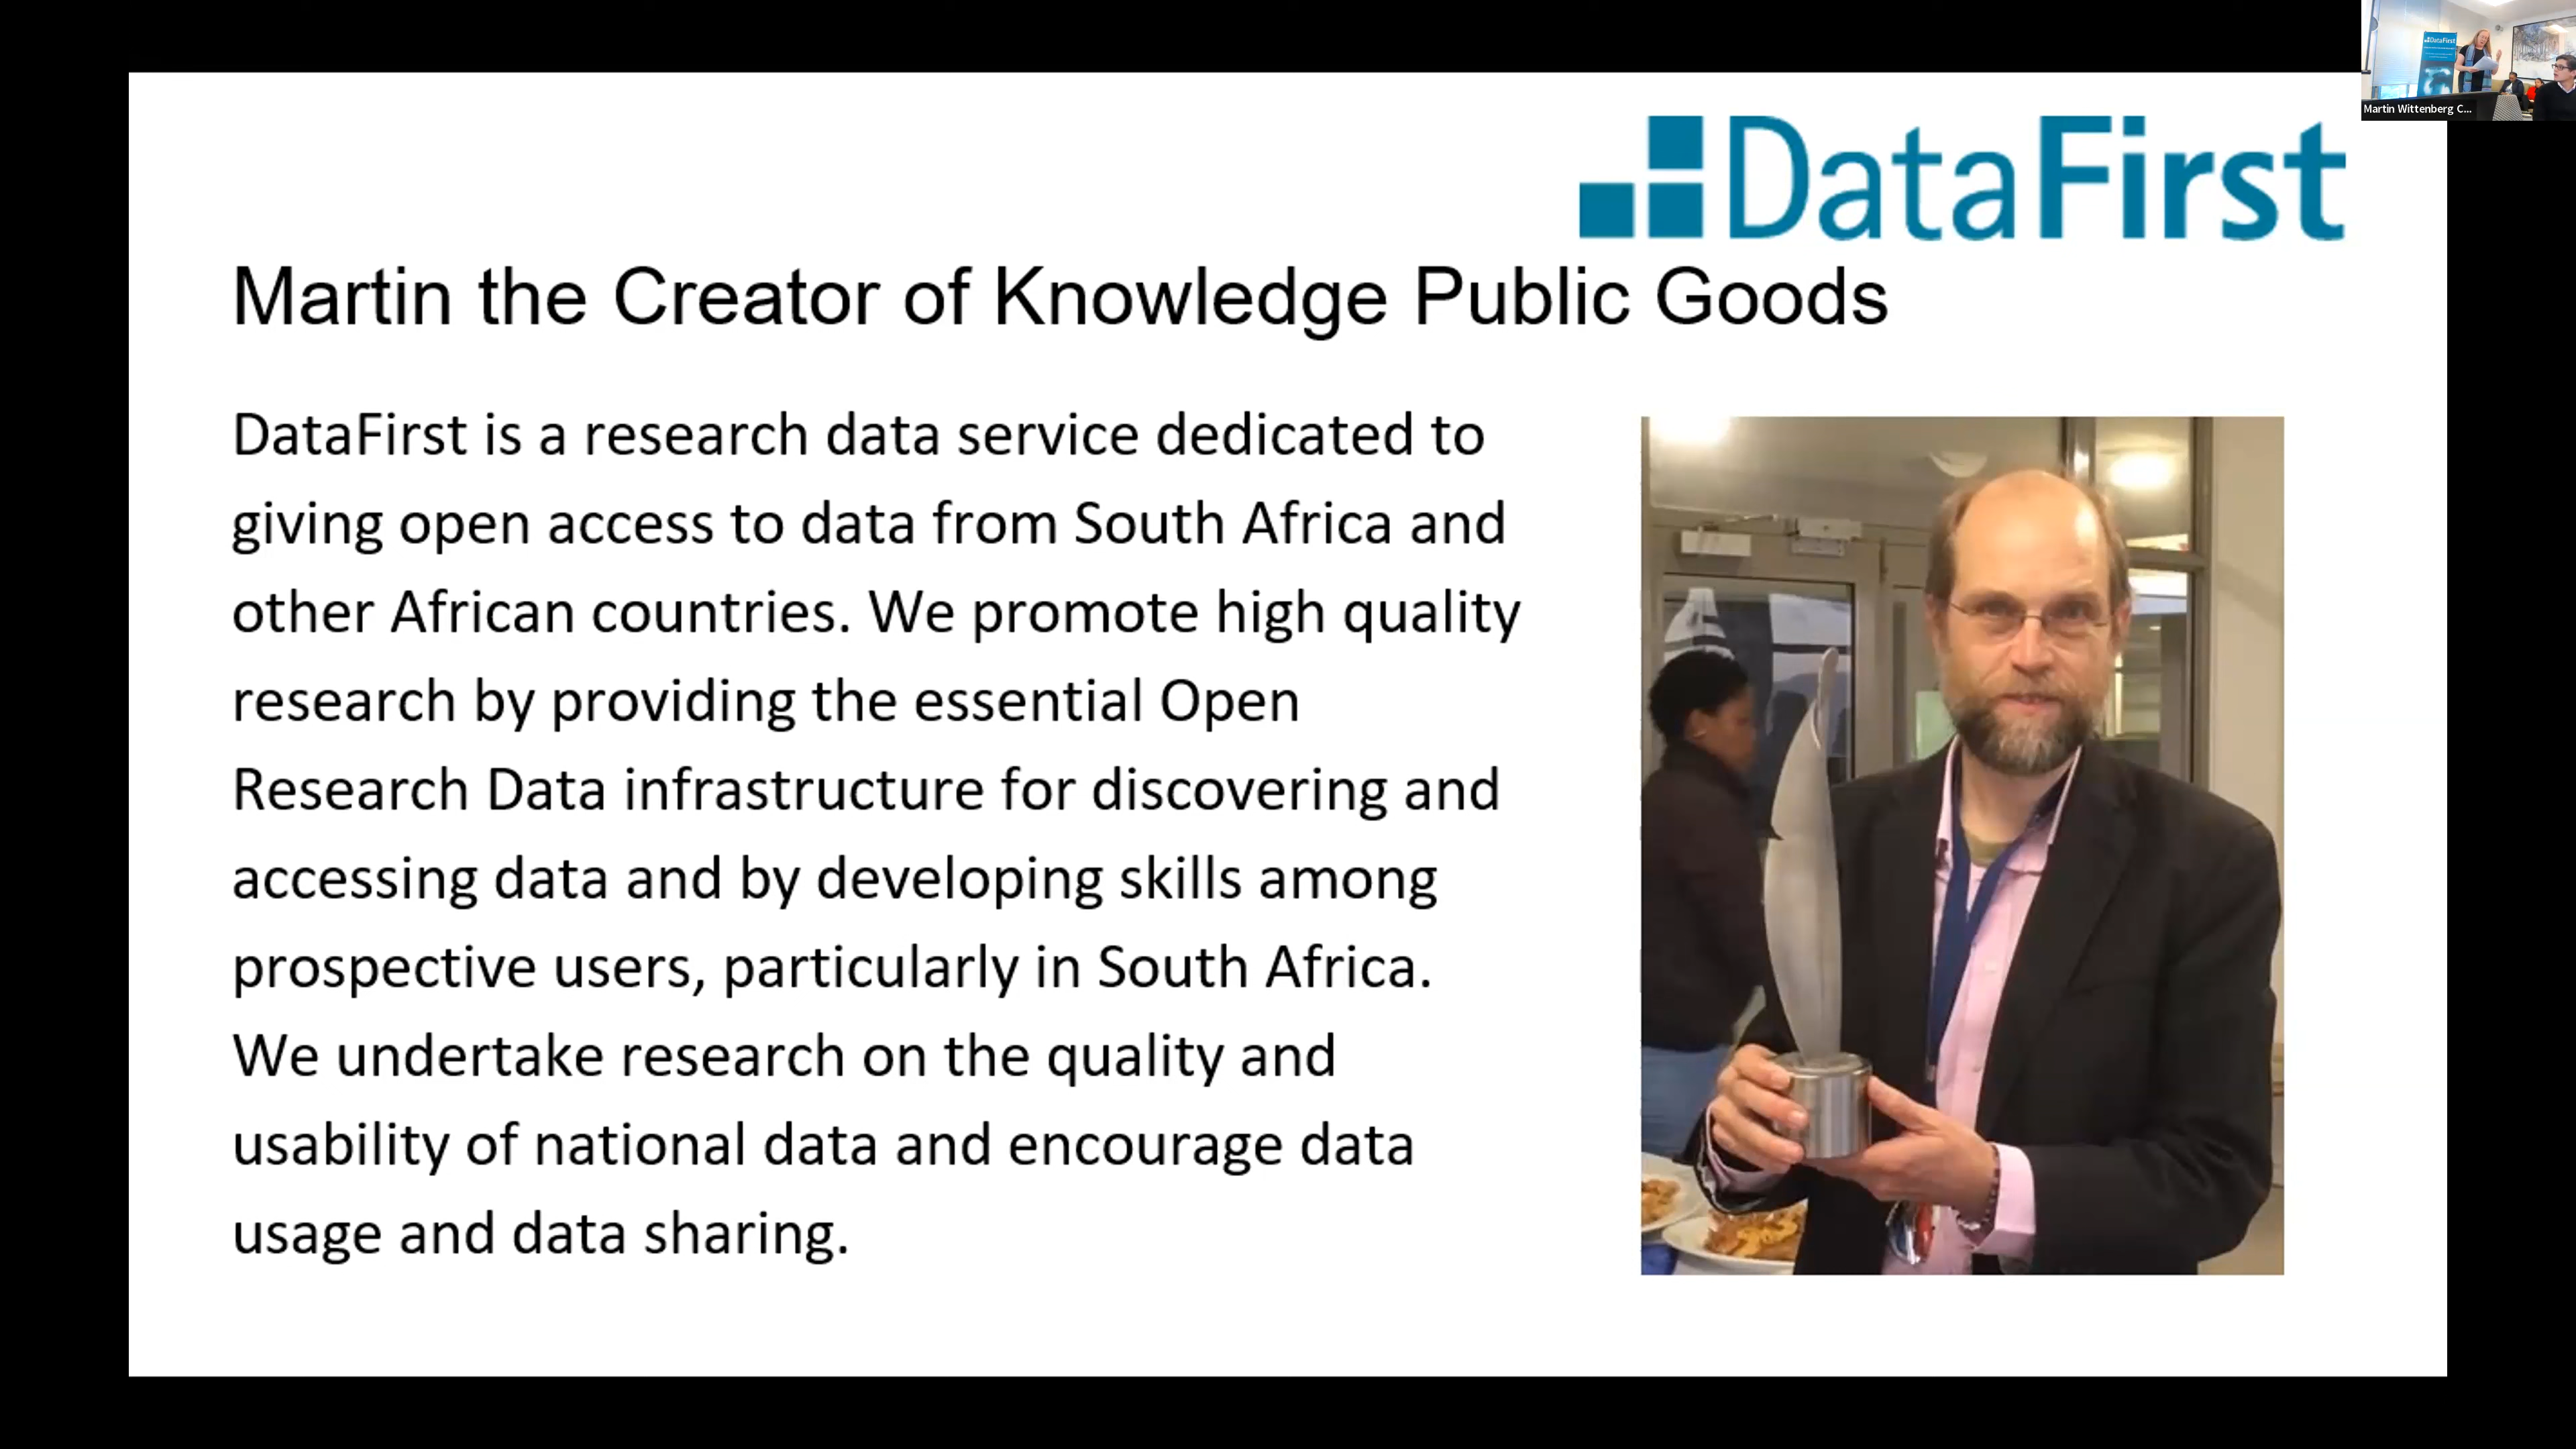 DataFirst
Martin Wittenberg C...
DataFirst
Martin the Creator of Knowledge Public Goods
DataFirst is a research data service dedicated to
giving open access to data from South Africa and
other African countries. We promote high quality
research by providing the essential Open
Research Data infrastructure for discovering and
accessing data and by developing skills among
prospective users, particularly in South Africa.
We undertake research on the quality and
usability of national data and encourage data
usage and data sharing.